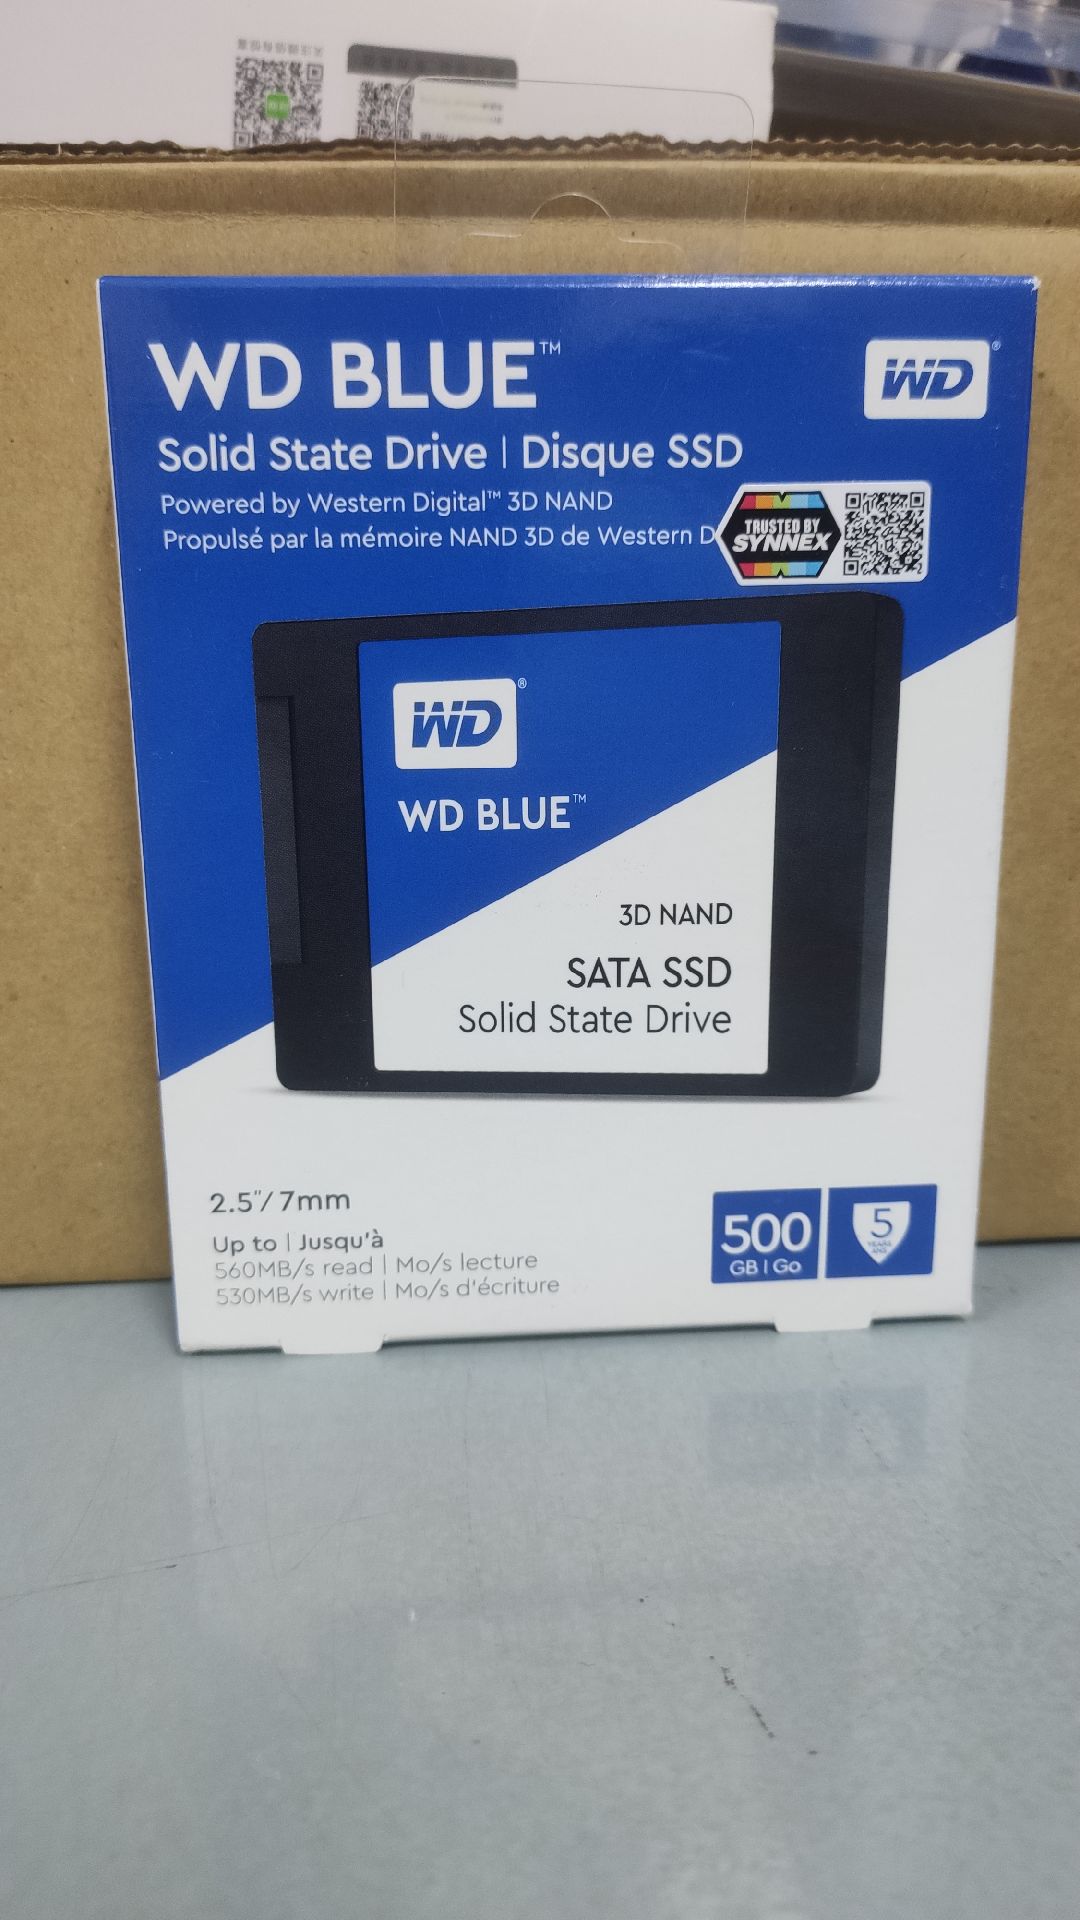 WD BLUE™
WD®
Solid State Drive | Disque SSD
Powered by Western Digital™ 3D NAND
Propulsé par la mémoire NAND 3D de Western D
TRUSTED BY
SYNNEX
WD®
WD BLUE™
3D NAND
SATA SSD
Solid State Drive
2.5"/7mm
Up to | Jusqu'à
560MB/s read | Mo/s lecture
530MB/s write | Mo/s d'écriture
500
GB | Go
5
YEARS
ANS